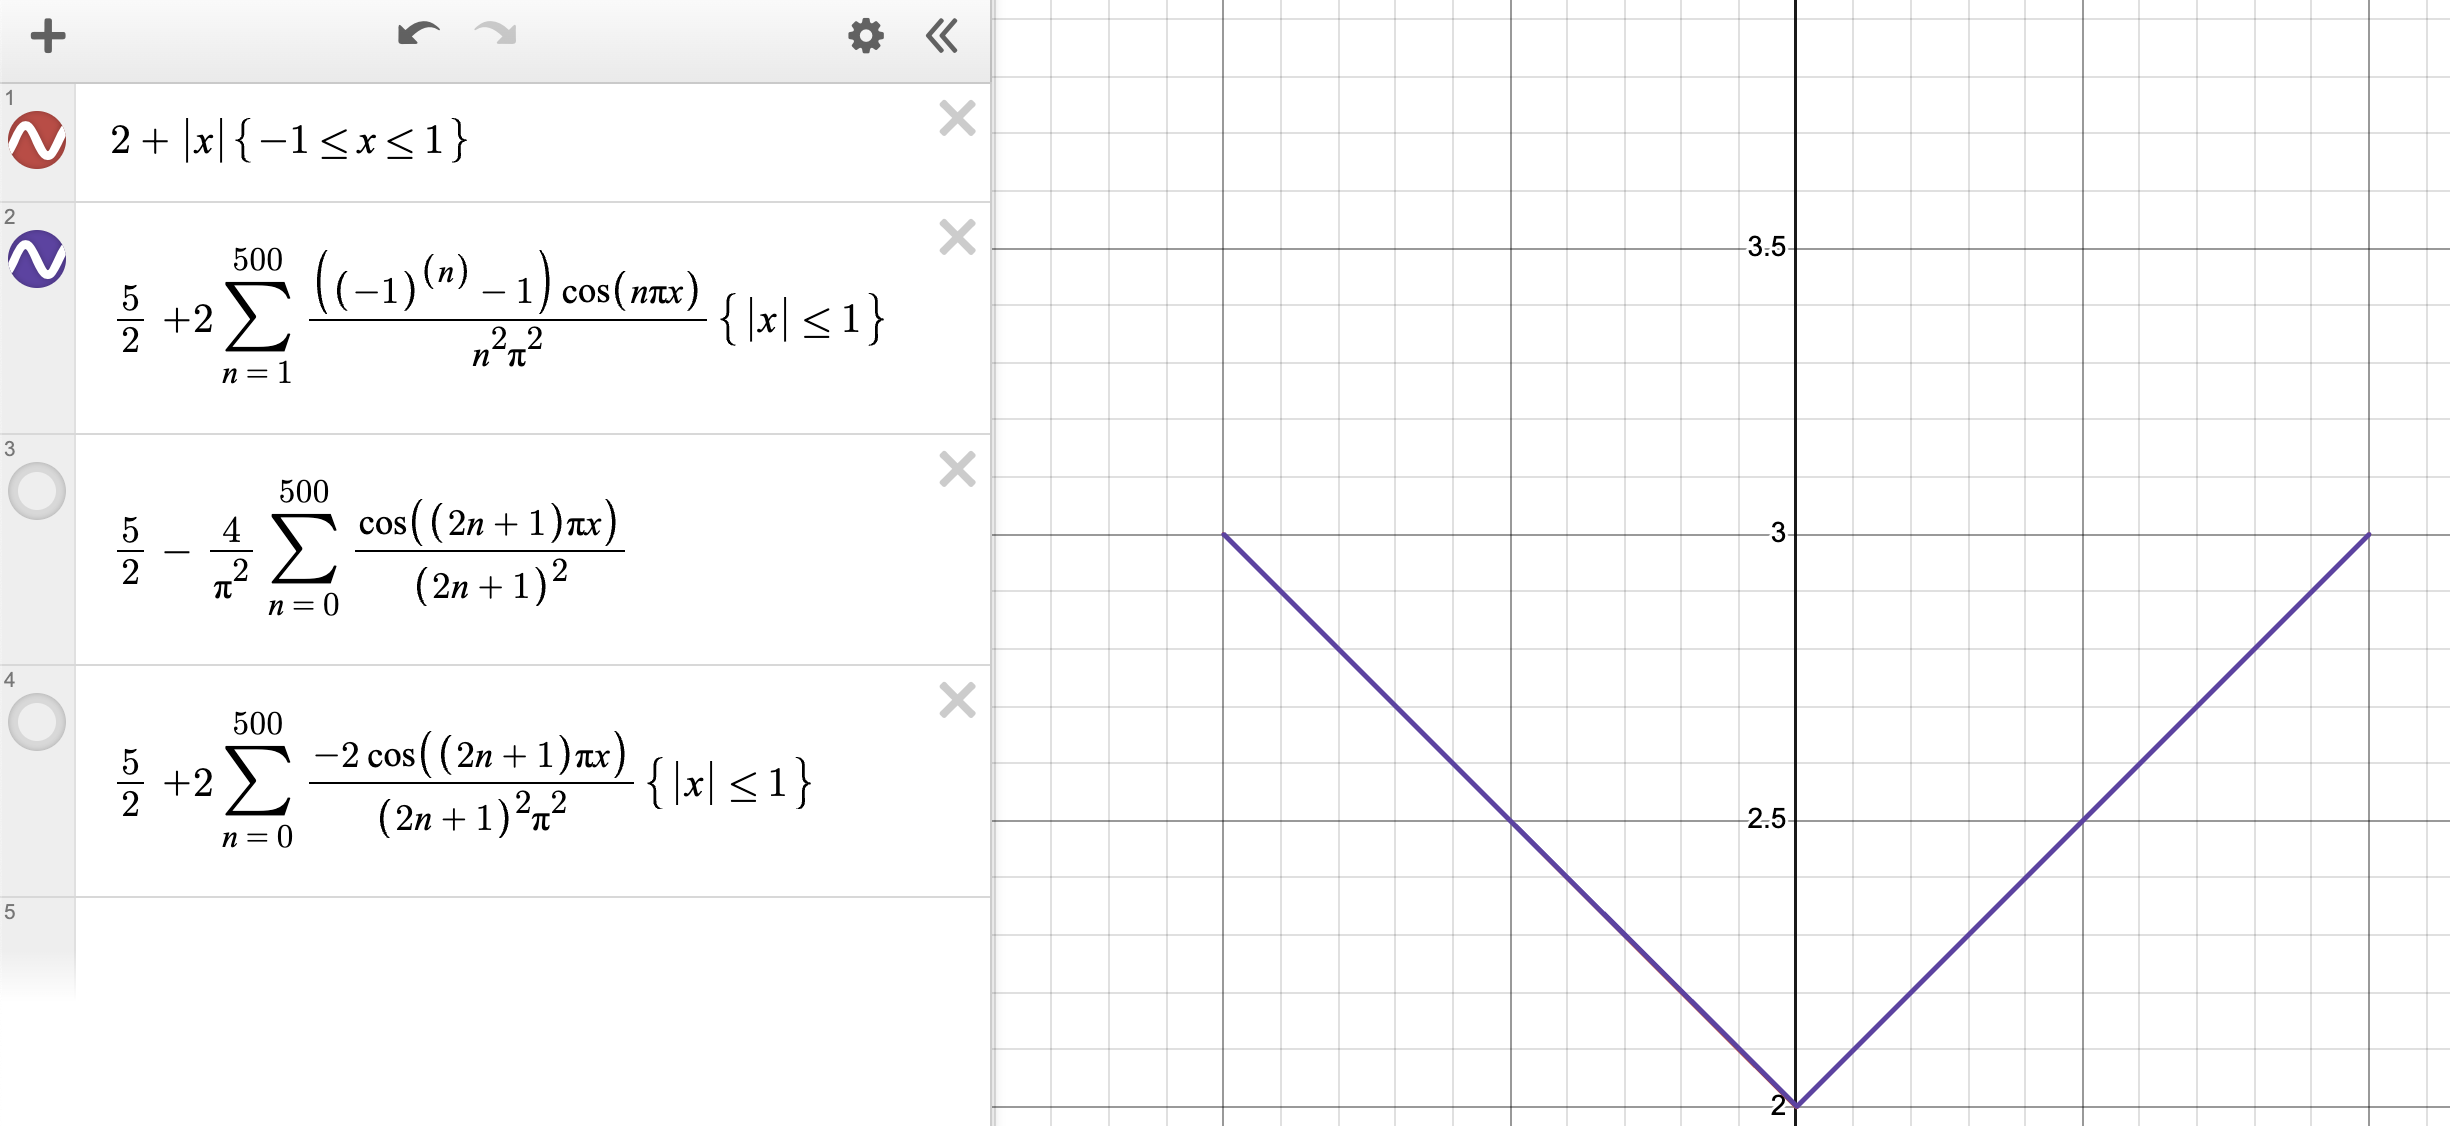 1
2 + |x| {−1 ≤ x ≤ 1}
2
5/2 + 2 ∑_{n=1}^{500} ((−1)^{(n)} − 1) cos(nπx) / n²π² {|x| ≤ 1}
3
5/2 − 4/π² ∑_{n=0}^{500} cos((2n + 1)πx) / (2n + 1)²
4
5/2 + 2 ∑_{n=0}^{500} −2 cos((2n + 1)πx) / (2n + 1)²π² {|x| ≤ 1}
5
3.5
3
2.5
2